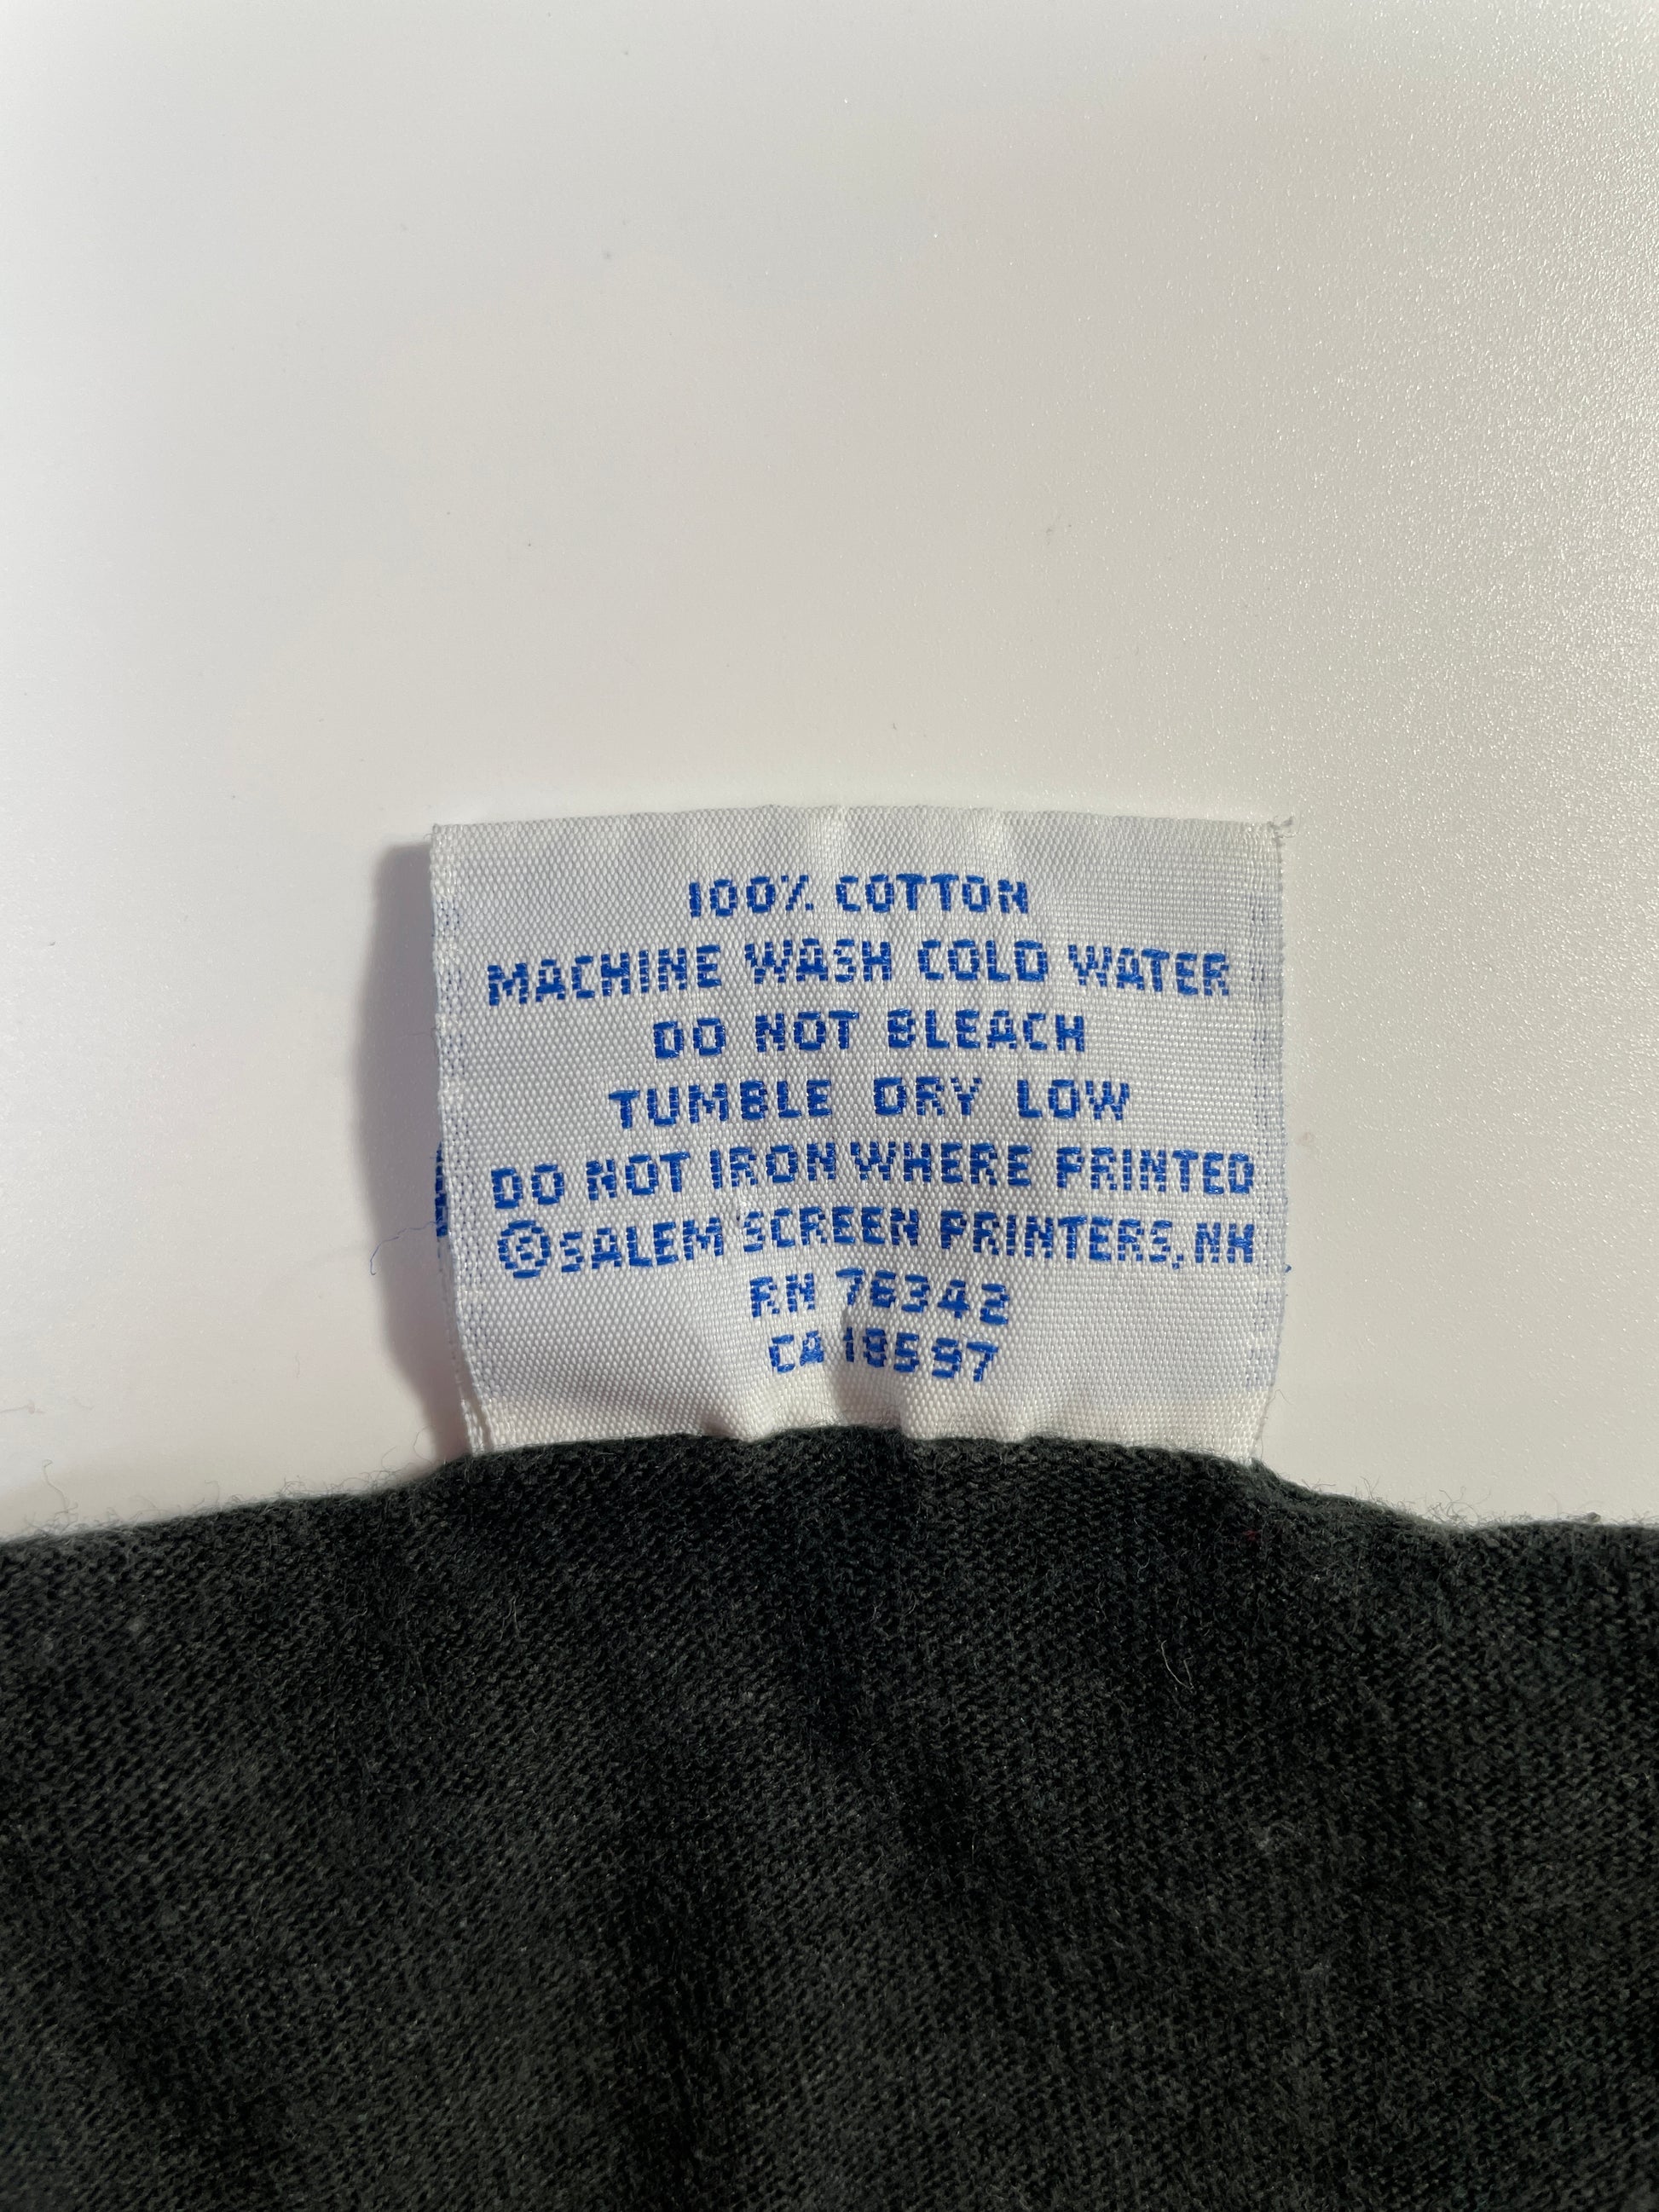 100% COTTON
MACHINE WASH COLD WATER
DO NOT BLEACH
TUMBLE DRY LOW
DO NOT IRON WHERE PRINTED
©SALEM SCREEN PRINTERS, NH
RN 76342
CA 19597